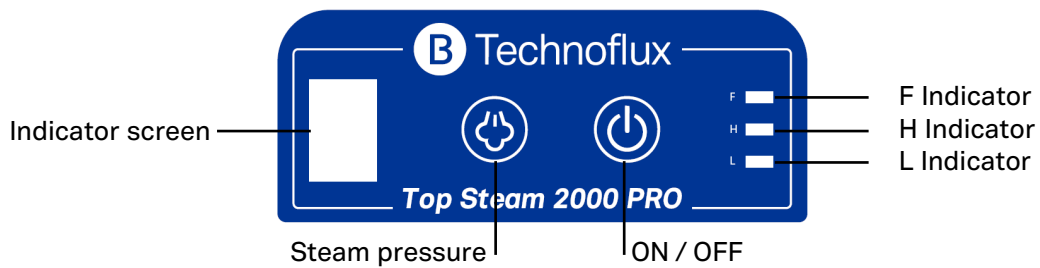 B Technoflux
F
F Indicator
H
H Indicator
Indicator screen
L
L Indicator
Top Steam 2000 PRO
Steam pressure
ON / OFF